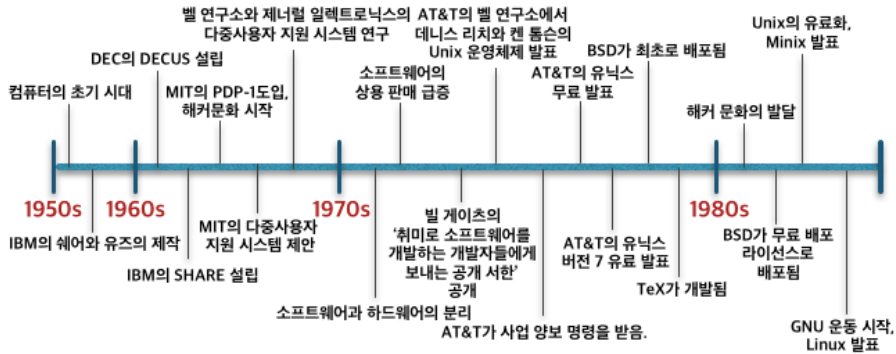 벨 연구소와 제너럴 일렉트로닉스의
다중사용자 지원 시스템 연구
AT&T의 벨 연구소에서
데니스 리치와 켄 톰슨의
Unix 운영체제 발표
Unix의 유료화,
Minix 발표
DEC의 DECUS 설립
소프트웨어의
상용 판매 급증
BSD가 최초로 배포됨
AT&T의 유닉스
무료 발표
컴퓨터의 초기 시대
MIT의 PDP-1도입,
해커문화 시작
해커 문화의 발달
1950s
1960s
1970s
1980s
IBM의 쉐어와 유즈의 제작
MIT의 다중사용자
지원 시스템 제안
IBM의 SHARE 설립
빌 게이츠의
‘취미로 소프트웨어를
개발하는 개발자들에게
보내는 공개 서한’
공개
AT&T의 유닉스
버전 7 유료 발표
BSD가 무료 배포
라이선스로
배포됨
TeX가 개발됨
소프트웨어과 하드웨어의 분리
AT&T가 사업 양보 명령을 받음.
GNU 운동 시작,
Linux 발표